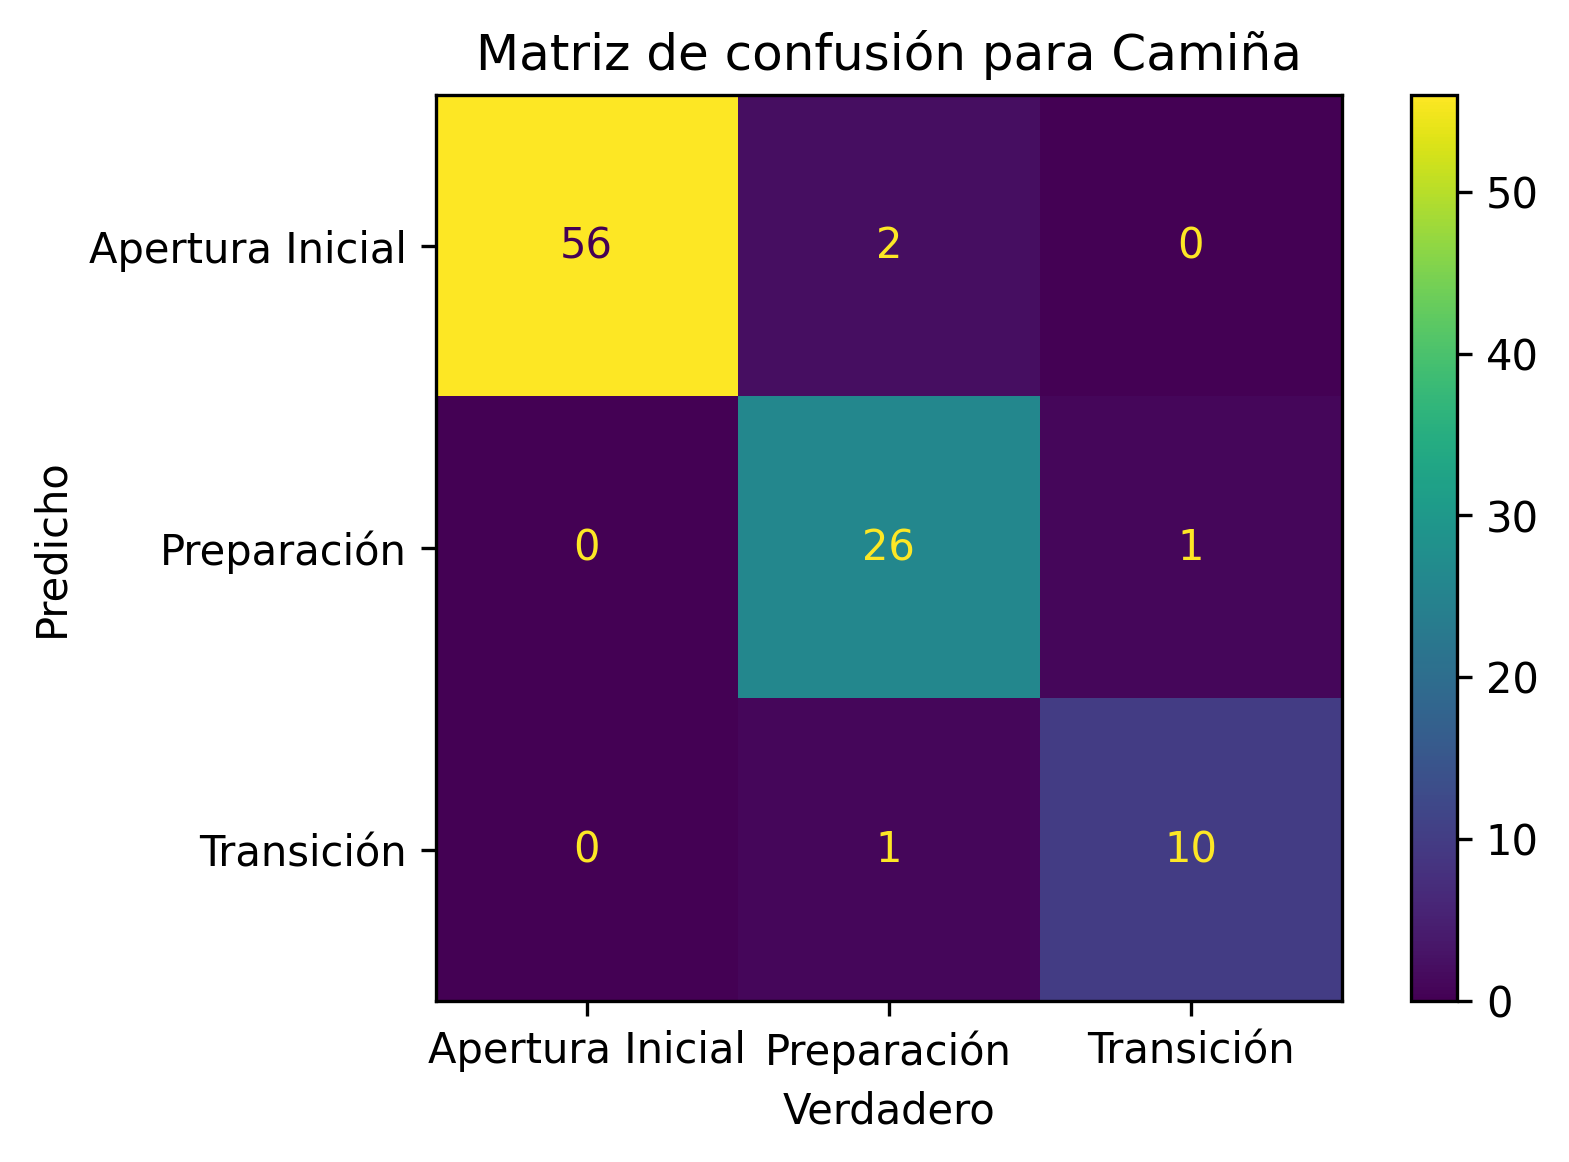 Matriz de confusión para Camiña
Predicho
Apertura Inicial 56 2 0
Preparación 0 26 1
Transición 0 1 10
Apertura Inicial Preparación Transición
Verdadero
50
40
30
20
10
0